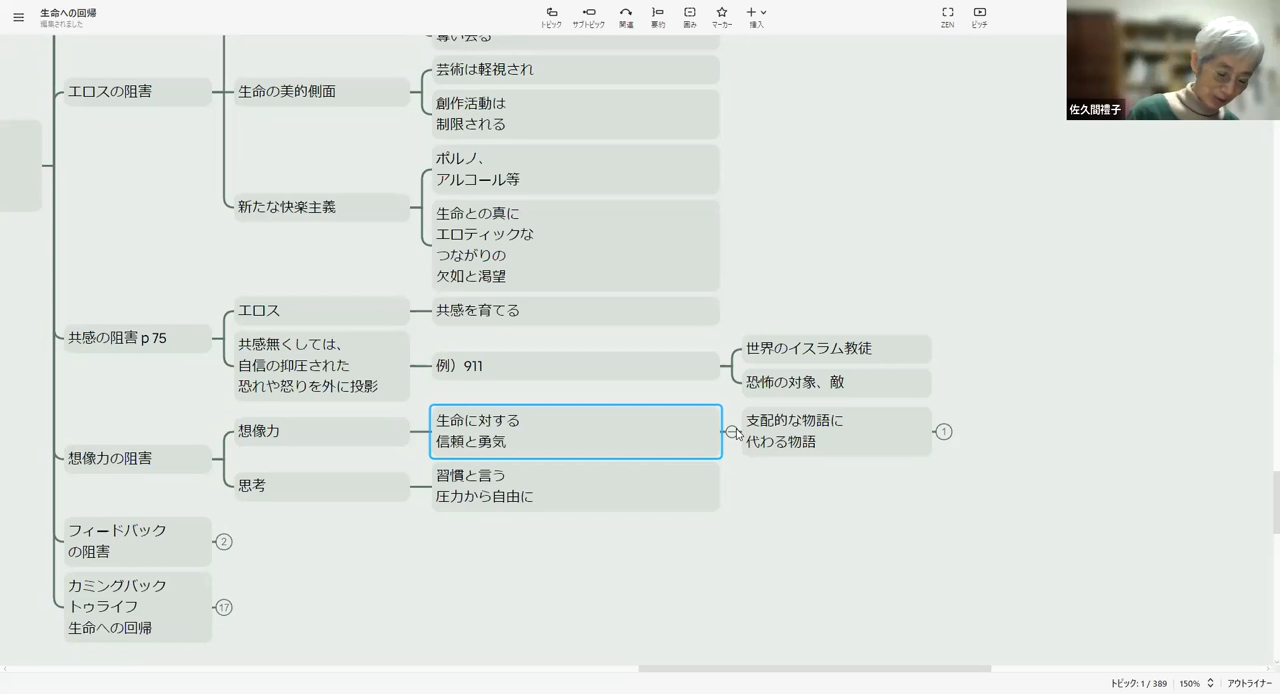 生命への回帰
編集されました
トピック
サブトピック
関連
要約
囲み
マーカー
挿入
ZEN
ピッチ
佐久間禮子
奪い去る
エロスの阻害
生命の美的側面
芸術は軽視され
創作活動は
制限される
新たな快楽主義
ポルノ、
アルコール等
生命との真に
エロティックな
つながりの
欠如と渇望
共感の阻害 p 75
エロス
共感を育てる
共感無くしては、
自信の抑圧された
恐れや怒りを外に投影
例）911
世界のイスラム教徒
恐怖の対象、敵
想像力の阻害
想像力
生命に対する
信頼と勇気
支配的な物語に
代わる物語
1
思考
習慣と言う
圧力から自由に
フィードバック
の阻害
2
カミングバック
トゥライフ
生命への回帰
17
トピック: 1 / 389
150%
アウトライナー